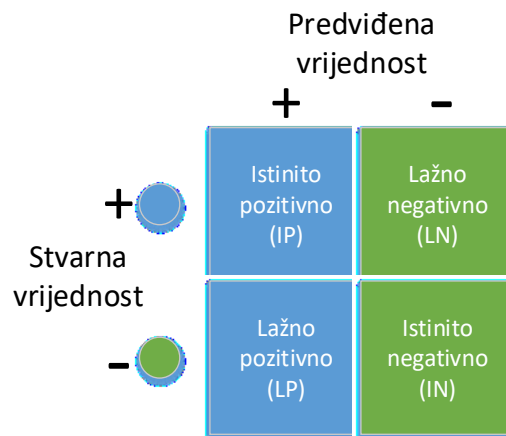 Predviđena
vrijednost
+ -
Istinito
pozitivno
(IP)
Lažno
negativno
(LN)
+
Stvarna
vrijednost
-
Lažno
pozitivno
(LP)
Istinito
negativno
(IN)